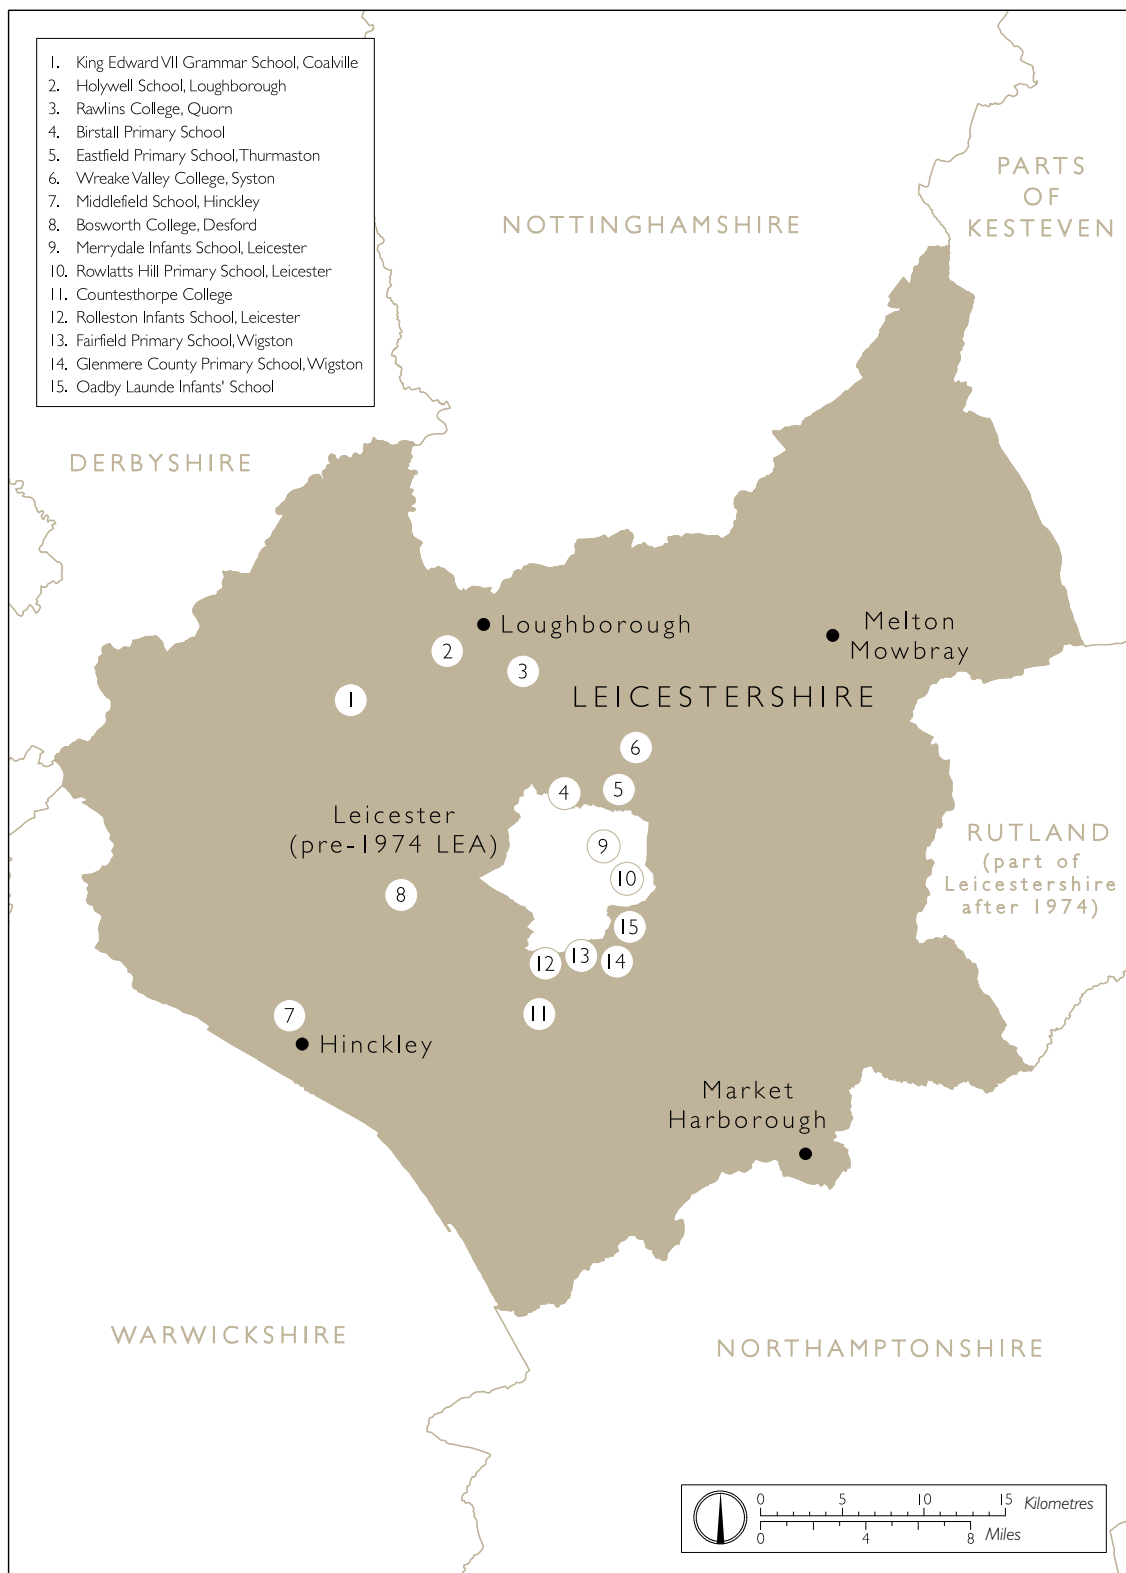 1. King Edward VII Grammar School, Coalville
2. Holywell School, Loughborough
3. Rawlins College, Quorn
4. Birstall Primary School
5. Eastfield Primary School, Thurmaston
6. Wreake Valley College, Syston
7. Middlefield School, Hinckley
8. Bosworth College, Desford
9. Merrydale Infants School, Leicester
10. Rowlatts Hill Primary School, Leicester
11. Countesthorpe College
12. Rolleston Infants School, Leicester
13. Fairfield Primary School, Wigston
14. Glenmere County Primary School, Wigston
15. Oadby Launde Infants' School
PARTS
OF
KESTEVEN
NOTTINGHAMSHIRE
DERBYSHIRE
Loughborough
Melton
Mowbray
2
3
1
LEICESTERSHIRE
6
5
4
Leicester
(pre-1974 LEA)
9
10
8
RUTLAND
(part of
Leicestershire
after 1974)
15
13
14
12
11
7
Hinckley
Market
Harborough
WARWICKSHIRE
NORTHAMPTONSHIRE
0 5 10 15 Kilometres
0 4 8 Miles